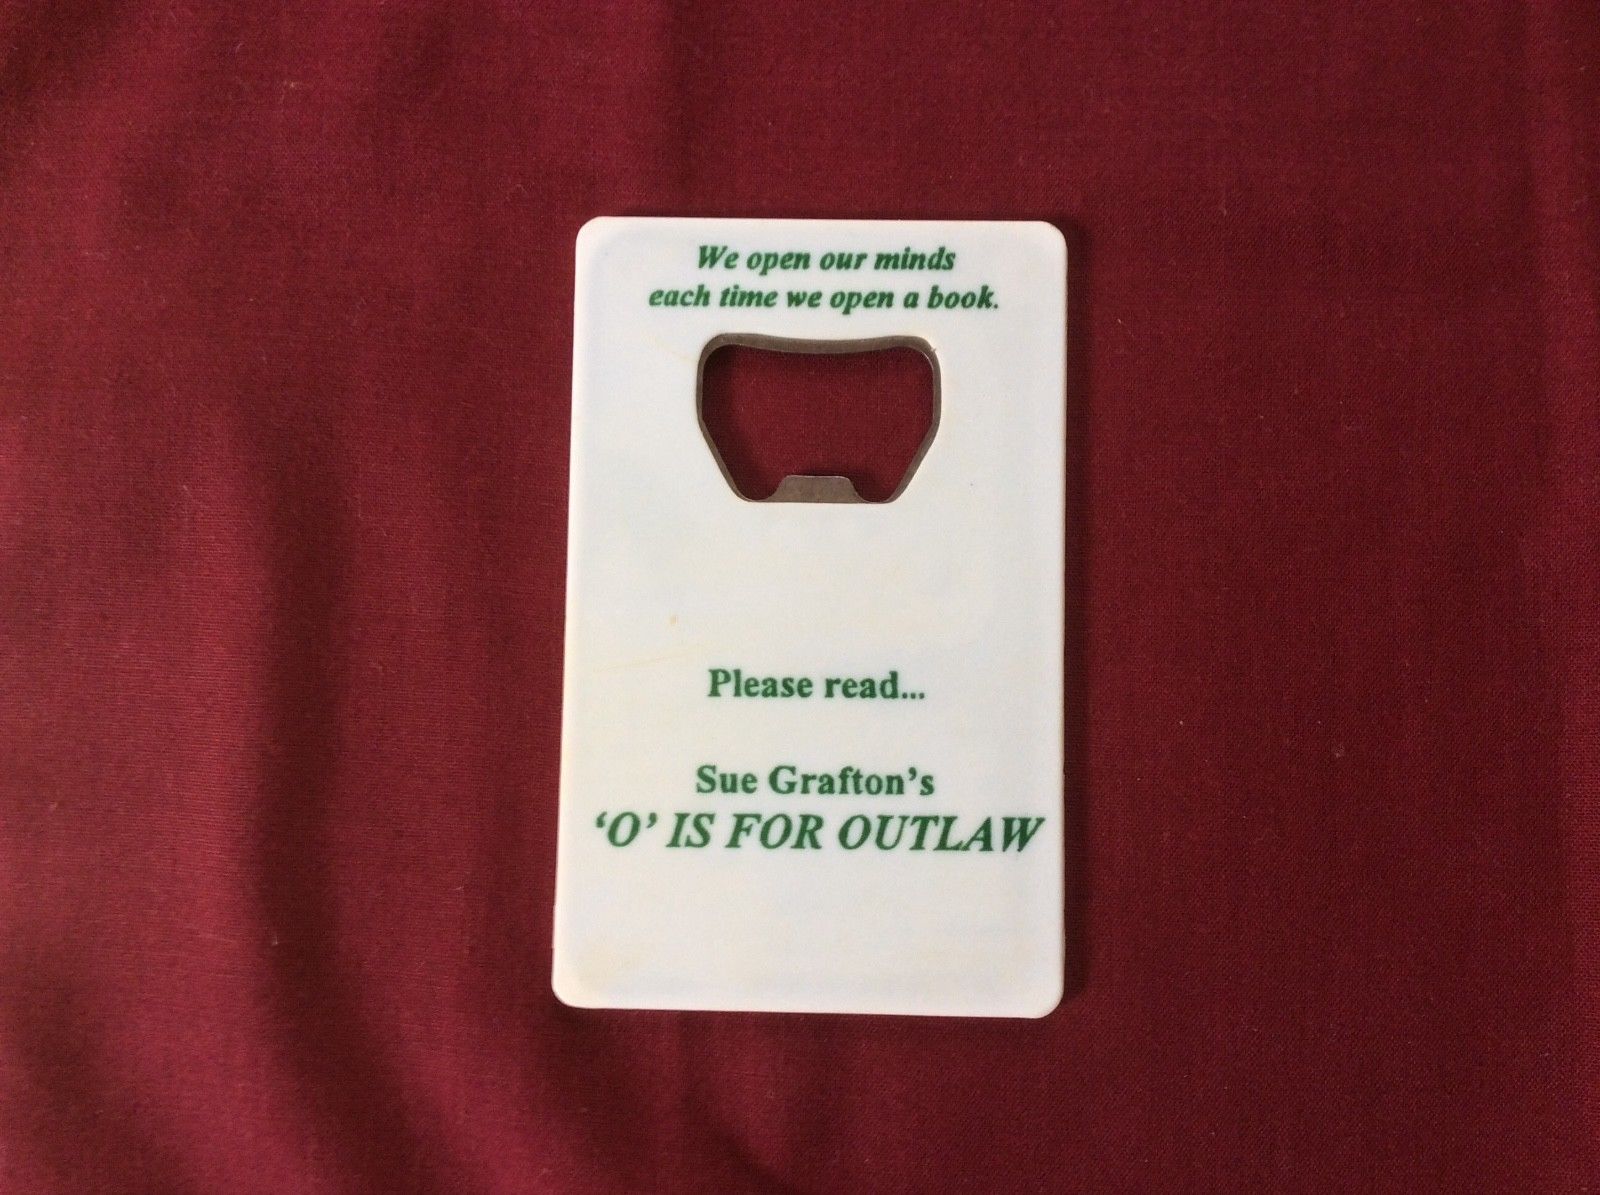 We open our minds
each time we open a book.
Please read...
Sue Grafton’s
‘O’ IS FOR OUTLAW